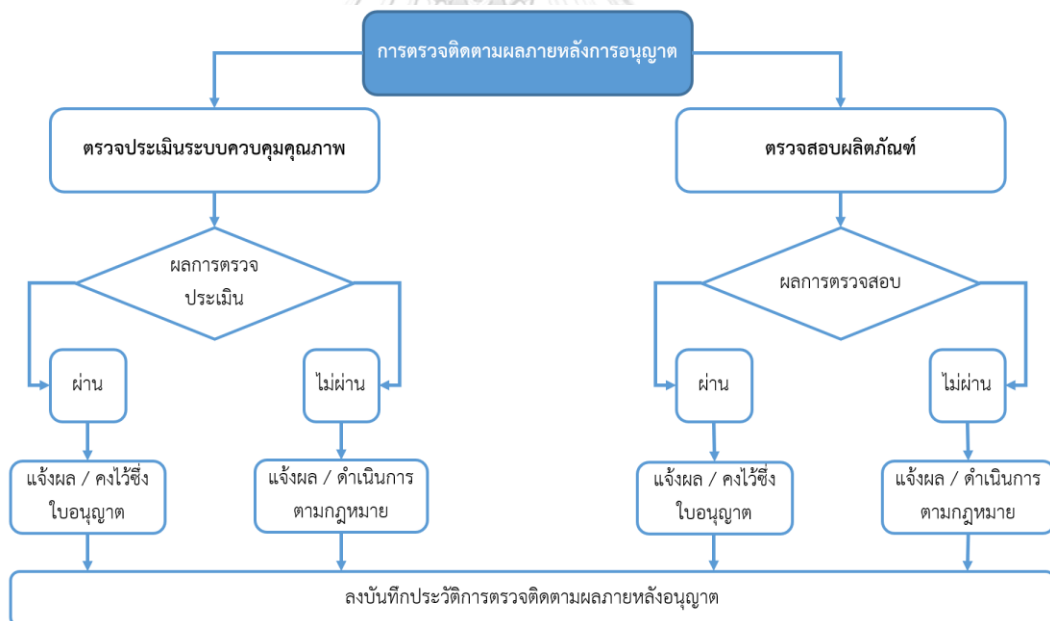 การตรวจติดตามผลภายหลังการอนุญาต
ตรวจประเมินระบบควบคุมคุณภาพ
ตรวจสอบผลิตภัณฑ์
ผลการตรวจ
ประเมิน
ผลการตรวจสอบ
ผ่าน
ไม่ผ่าน
ผ่าน
ไม่ผ่าน
แจ้งผล / คงไว้ซึ่ง
ใบอนุญาต
แจ้งผล / ดำเนินการ
ตามกฎหมาย
แจ้งผล / คงไว้ซึ่ง
ใบอนุญาต
แจ้งผล / ดำเนินการ
ตามกฎหมาย
ลงบันทึกประวัติการตรวจติดตามผลภายหลังอนุญาต